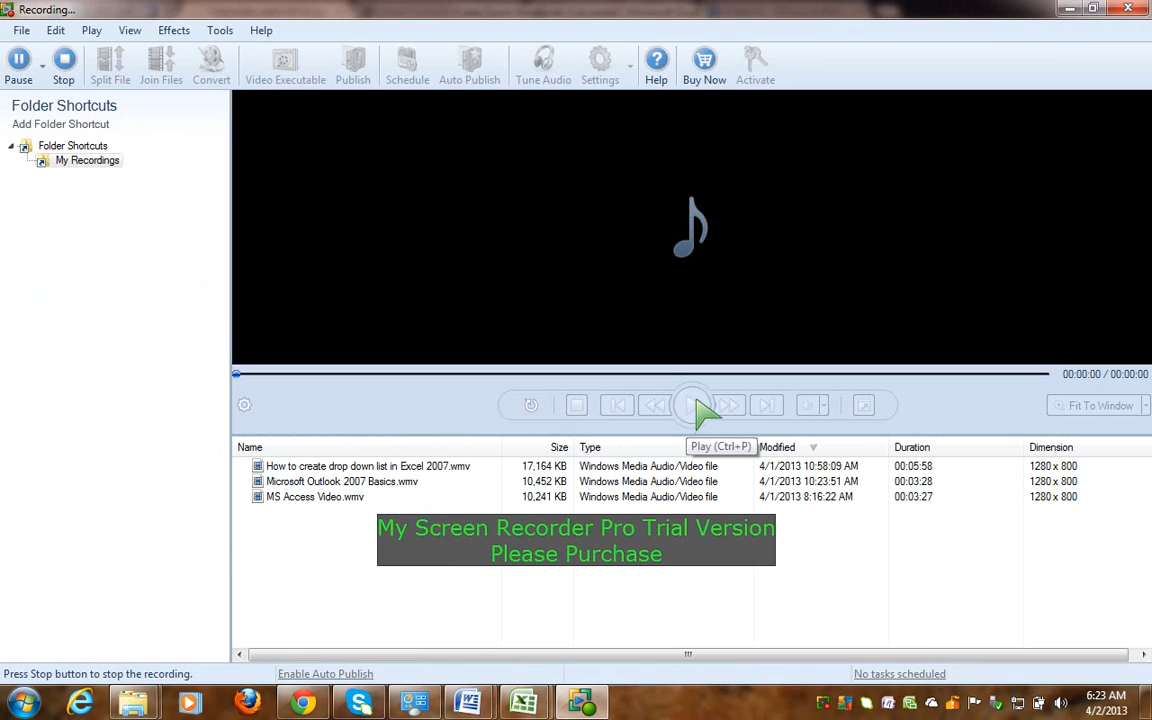 Recording...
File Edit Play View Effects Tools Help
Pause Stop Split File Join Files Convert Video Executable Publish Schedule Auto Publish Tune Audio Settings Help Buy Now Activate
Folder Shortcuts
Add Folder Shortcut
Folder Shortcuts
My Recordings
00:00:00 / 00:00:00
Fit To Window
Play (Ctrl+P)
Name Size Type Modified Duration Dimension
How to create drop down list in Excel 2007.wmv 17,164 KB Windows Media Audio/Video file 4/1/2013 10:58:09 AM 00:05:58 1280 x 800
Microsoft Outlook 2007 Basics.wmv 10,452 KB Windows Media Audio/Video file 4/1/2013 10:23:51 AM 00:03:28 1280 x 800
MS Access Video.wmv 10,241 KB Windows Media Audio/Video file 4/1/2013 8:16:22 AM 00:03:27 1280 x 800
My Screen Recorder Pro Trial Version
Please Purchase
Press Stop button to stop the recording. Enable Auto Publish No tasks scheduled
6:23 AM
4/2/2013